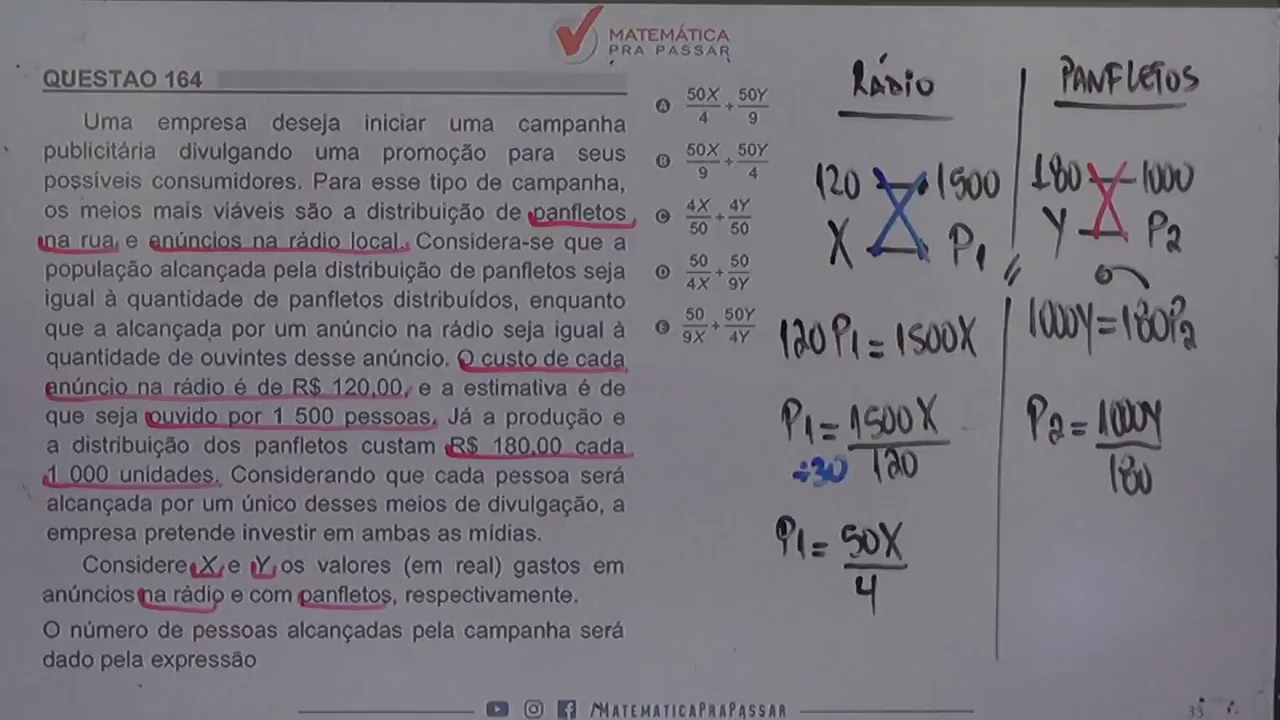 MATEMÁTICA
PRA PASSAR
QUESTAO 164
Uma empresa deseja iniciar uma campanha
publicitária divulgando uma promoção para seus
possíveis consumidores. Para esse tipo de campanha,
os meios mais viáveis são a distribuição de panfletos
na rua e anúncios na rádio local. Considera-se que a
população alcançada pela distribuição de panfletos seja
igual à quantidade de panfletos distribuídos, enquanto
que a alcançada por um anúncio na rádio seja igual à
quantidade de ouvintes desse anúncio. O custo de cada
anúncio na rádio é de R$ 120,00, e a estimativa é de
que seja ouvido por 1 500 pessoas. Já a produção e
a distribuição dos panfletos custam R$ 180,00 cada
1 000 unidades. Considerando que cada pessoa será
alcançada por um único desses meios de divulgação, a
empresa pretende investir em ambas as mídias.
Considere X e Y os valores (em real) gastos em
anúncios na rádio e com panfletos, respectivamente.
O número de pessoas alcançadas pela campanha será
dado pela expressão
A 50X/4 + 50Y/9
B 50X/9 + 50Y/4
C 4X/50 + 4Y/50
D 50/4X + 50/9Y
E 50/9X + 50Y/4Y
RÁDIO
120 1500
X P1
120P1 = 1500X
P1 = 1500X/120
÷30
P1 = 50X/4
PANFLETOS
180 1000
Y P2
1000Y = 180P2
P2 = 1000Y/180
/MATEMATICAPRAPASSAR
33